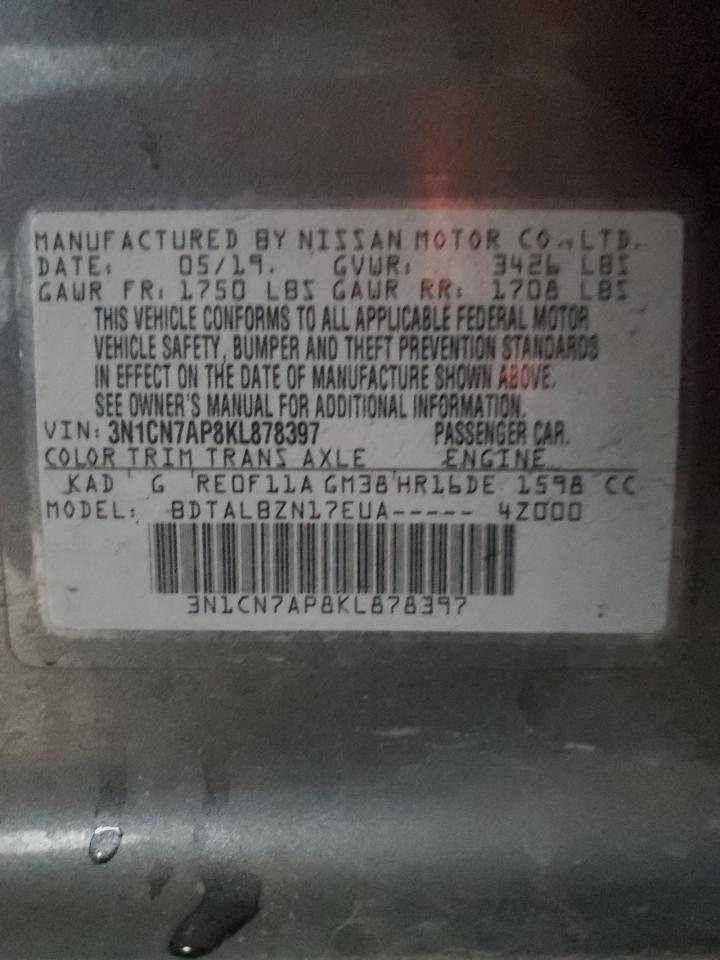 MANUFACTURED BY NISSAN MOTOR CO.,LTD.
DATE: 05/19. GVWR: 3426 LBS
GAWR FR: 1750 LBS GAWR RR: 1708 LBS
THIS VEHICLE CONFORMS TO ALL APPLICABLE FEDERAL MOTOR
VEHICLE SAFETY, BUMPER AND THEFT PREVENTION STANDARDS
IN EFFECT ON THE DATE OF MANUFACTURE SHOWN ABOVE.
SEE OWNER'S MANUAL FOR ADDITIONAL INFORMATION.
VIN: 3N1CN7AP8KL878397 PASSENGER CAR.
COLOR TRIM TRANS AXLE ENGINE
KAD G RE0F11A GM38 HR16DE 1598 CC
MODEL: BDTALBZN17EUA----- 4Z000
3N1CN7AP8KL878397